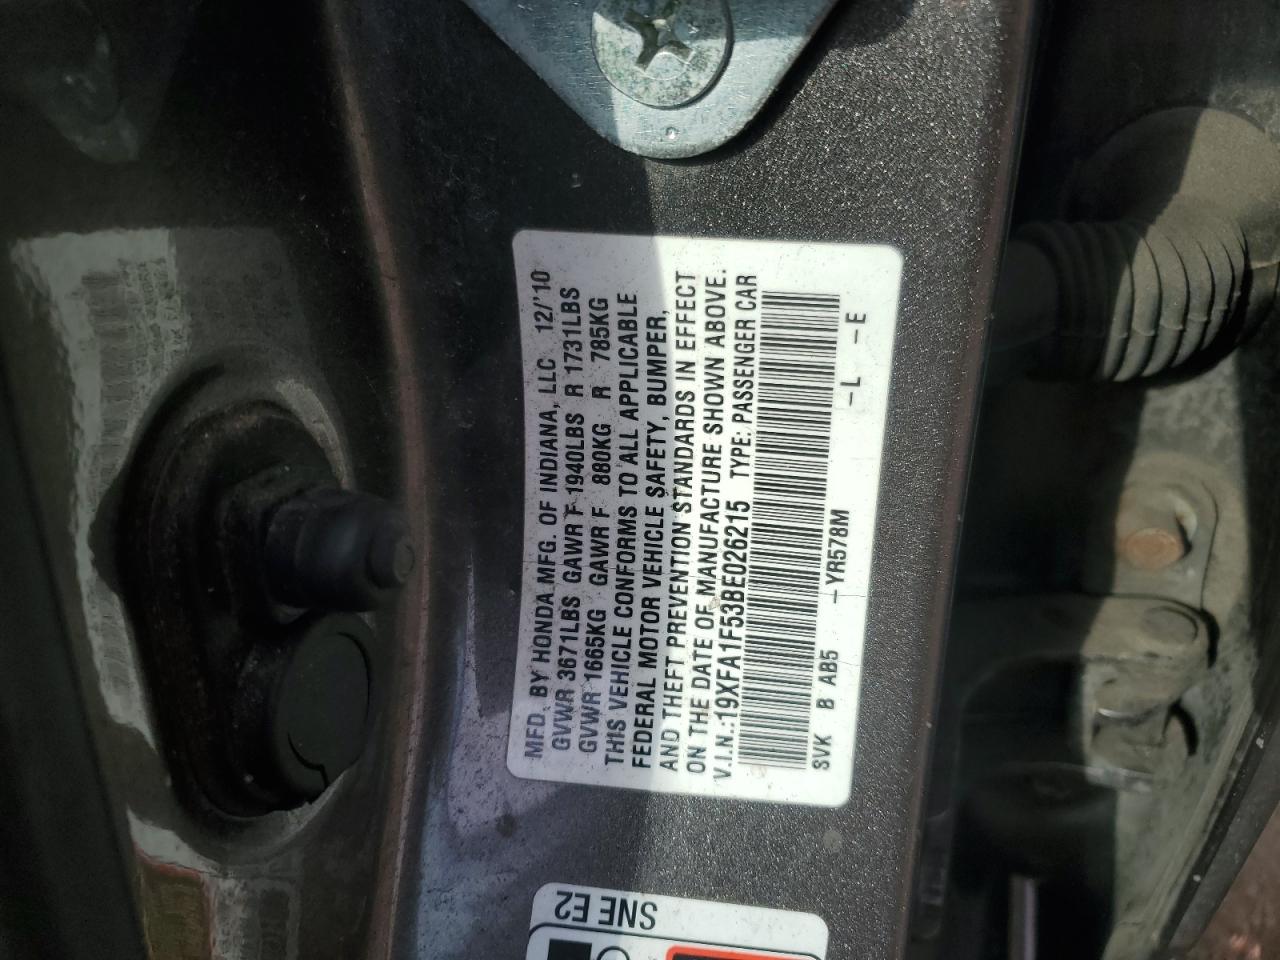 MFD. BY HONDA MFG. OF INDIANA, LLC 12/'10
GVWR 3671LBS GAWR F 1940LBS R 1731LBS
GVWR 1665KG GAWR F 880KG R 785KG
THIS VEHICLE CONFORMS TO ALL APPLICABLE
FEDERAL MOTOR VEHICLE SAFETY, BUMPER,
AND THEFT PREVENTION STANDARDS IN EFFECT
ON THE DATE OF MANUFACTURE SHOWN ABOVE.
V.I.N.:19XFA1F53BE026215 TYPE: PASSENGER CAR
SVK B AB5 – YR578M –L –E
SNE E2